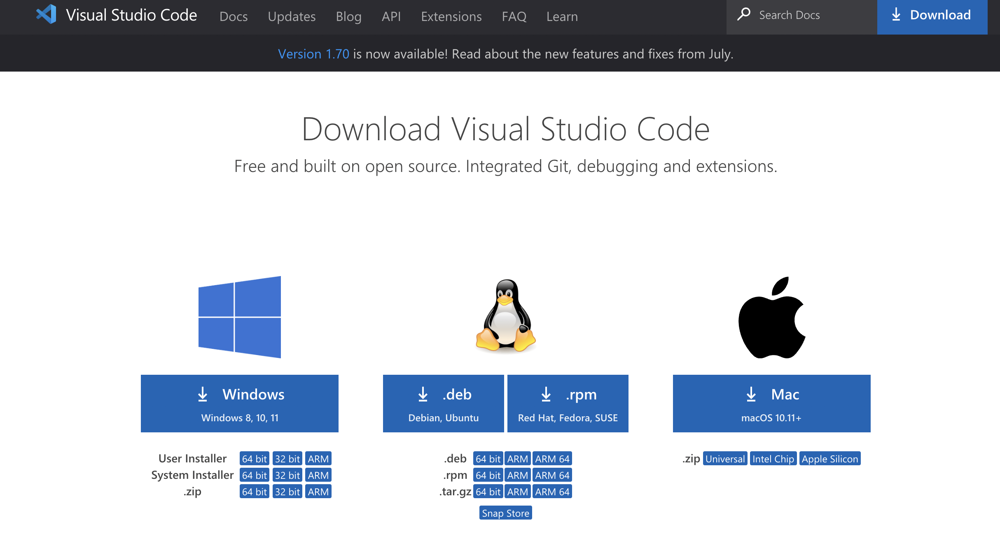 Visual Studio Code Docs Updates Blog API Extensions FAQ Learn Search Docs Download
Version 1.70 is now available! Read about the new features and fixes from July.
Download Visual Studio Code
Free and built on open source. Integrated Git, debugging and extensions.
Windows
Windows 8, 10, 11
User Installer 64 bit 32 bit ARM
System Installer 64 bit 32 bit ARM
.zip 64 bit 32 bit ARM
.deb
Debian, Ubuntu
.rpm
Red Hat, Fedora, SUSE
.deb 64 bit ARM ARM 64
.rpm 64 bit ARM ARM 64
.tar.gz 64 bit ARM ARM 64
Snap Store
Mac
macOS 10.11+
.zip Universal Intel Chip Apple Silicon